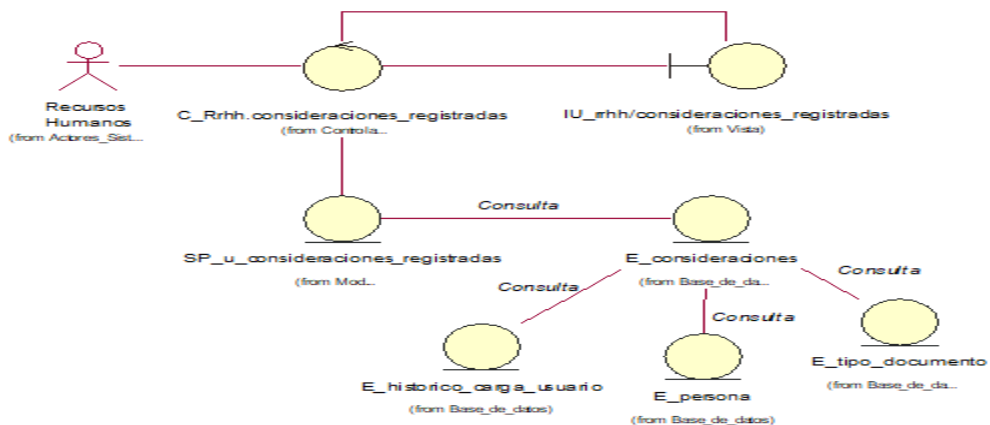 Recursos
Humanos
(from Actores_Sist...
C_Rrhh.consideraciones_registradas
(from Controla...
IU_rrhh/consideraciones_registradas
(from Vista)
Consulta
SP_u_consideraciones_registradas
(from Mod...
E_consideraciones
(from Base_de_da...
Consulta
Consulta
Consulta
E_historico_carga_usuario
(from Base_de_datos)
E_persona
(from Base_de_datos)
E_tipo_documento
(from Base_de_da...